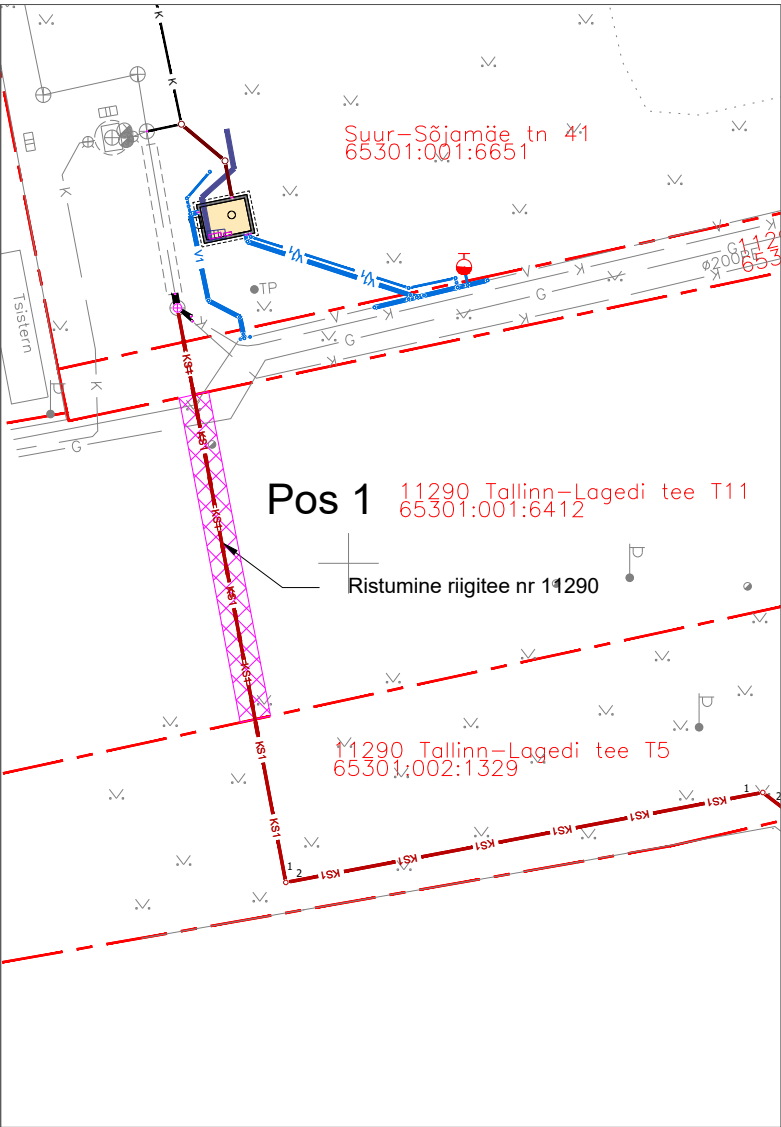 K
K
Suur-Sõjamäe tn 41
65301:001:6651
K
K
V1
V1
V1
H
TP
G
ø200PE
1129
653
V
K
G
Tsistern
D
K
K
G
V
K
G
KS1
KS1
Pos 1
11290 Tallinn-Lagedi tee T11
65301:001:6412
KS1
D
Ristumine riigitee nr 11290
KS1
KS1
D
11290 Tallinn-Lagedi tee T5
65301:002:1329
KS1
KS1
1
2
1
2
KS1
KS1
KS1
KS1
KS1
KS1